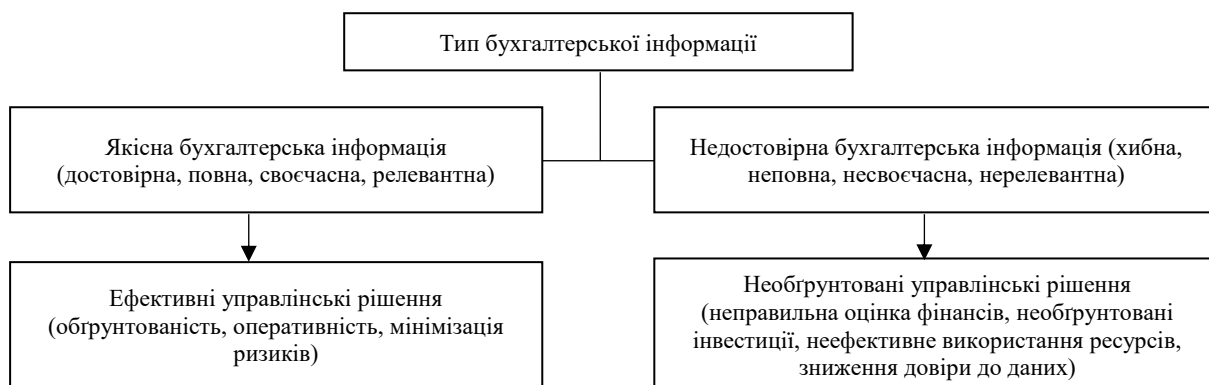 Тип бухгалтерської інформації
Якісна бухгалтерська інформація
(достовірна, повна, своєчасна, релевантна)
Недостовірна бухгалтерська інформація (хибна,
неповна, несвоєчасна, нерелевантна)
Ефективні управлінські рішення
(обґрунтованість, оперативність, мінімізація
ризиків)
Необґрунтовані управлінські рішення
(неправильна оцінка фінансів, необґрунтовані
інвестиції, неефективне використання ресурсів,
зниження довіри до даних)